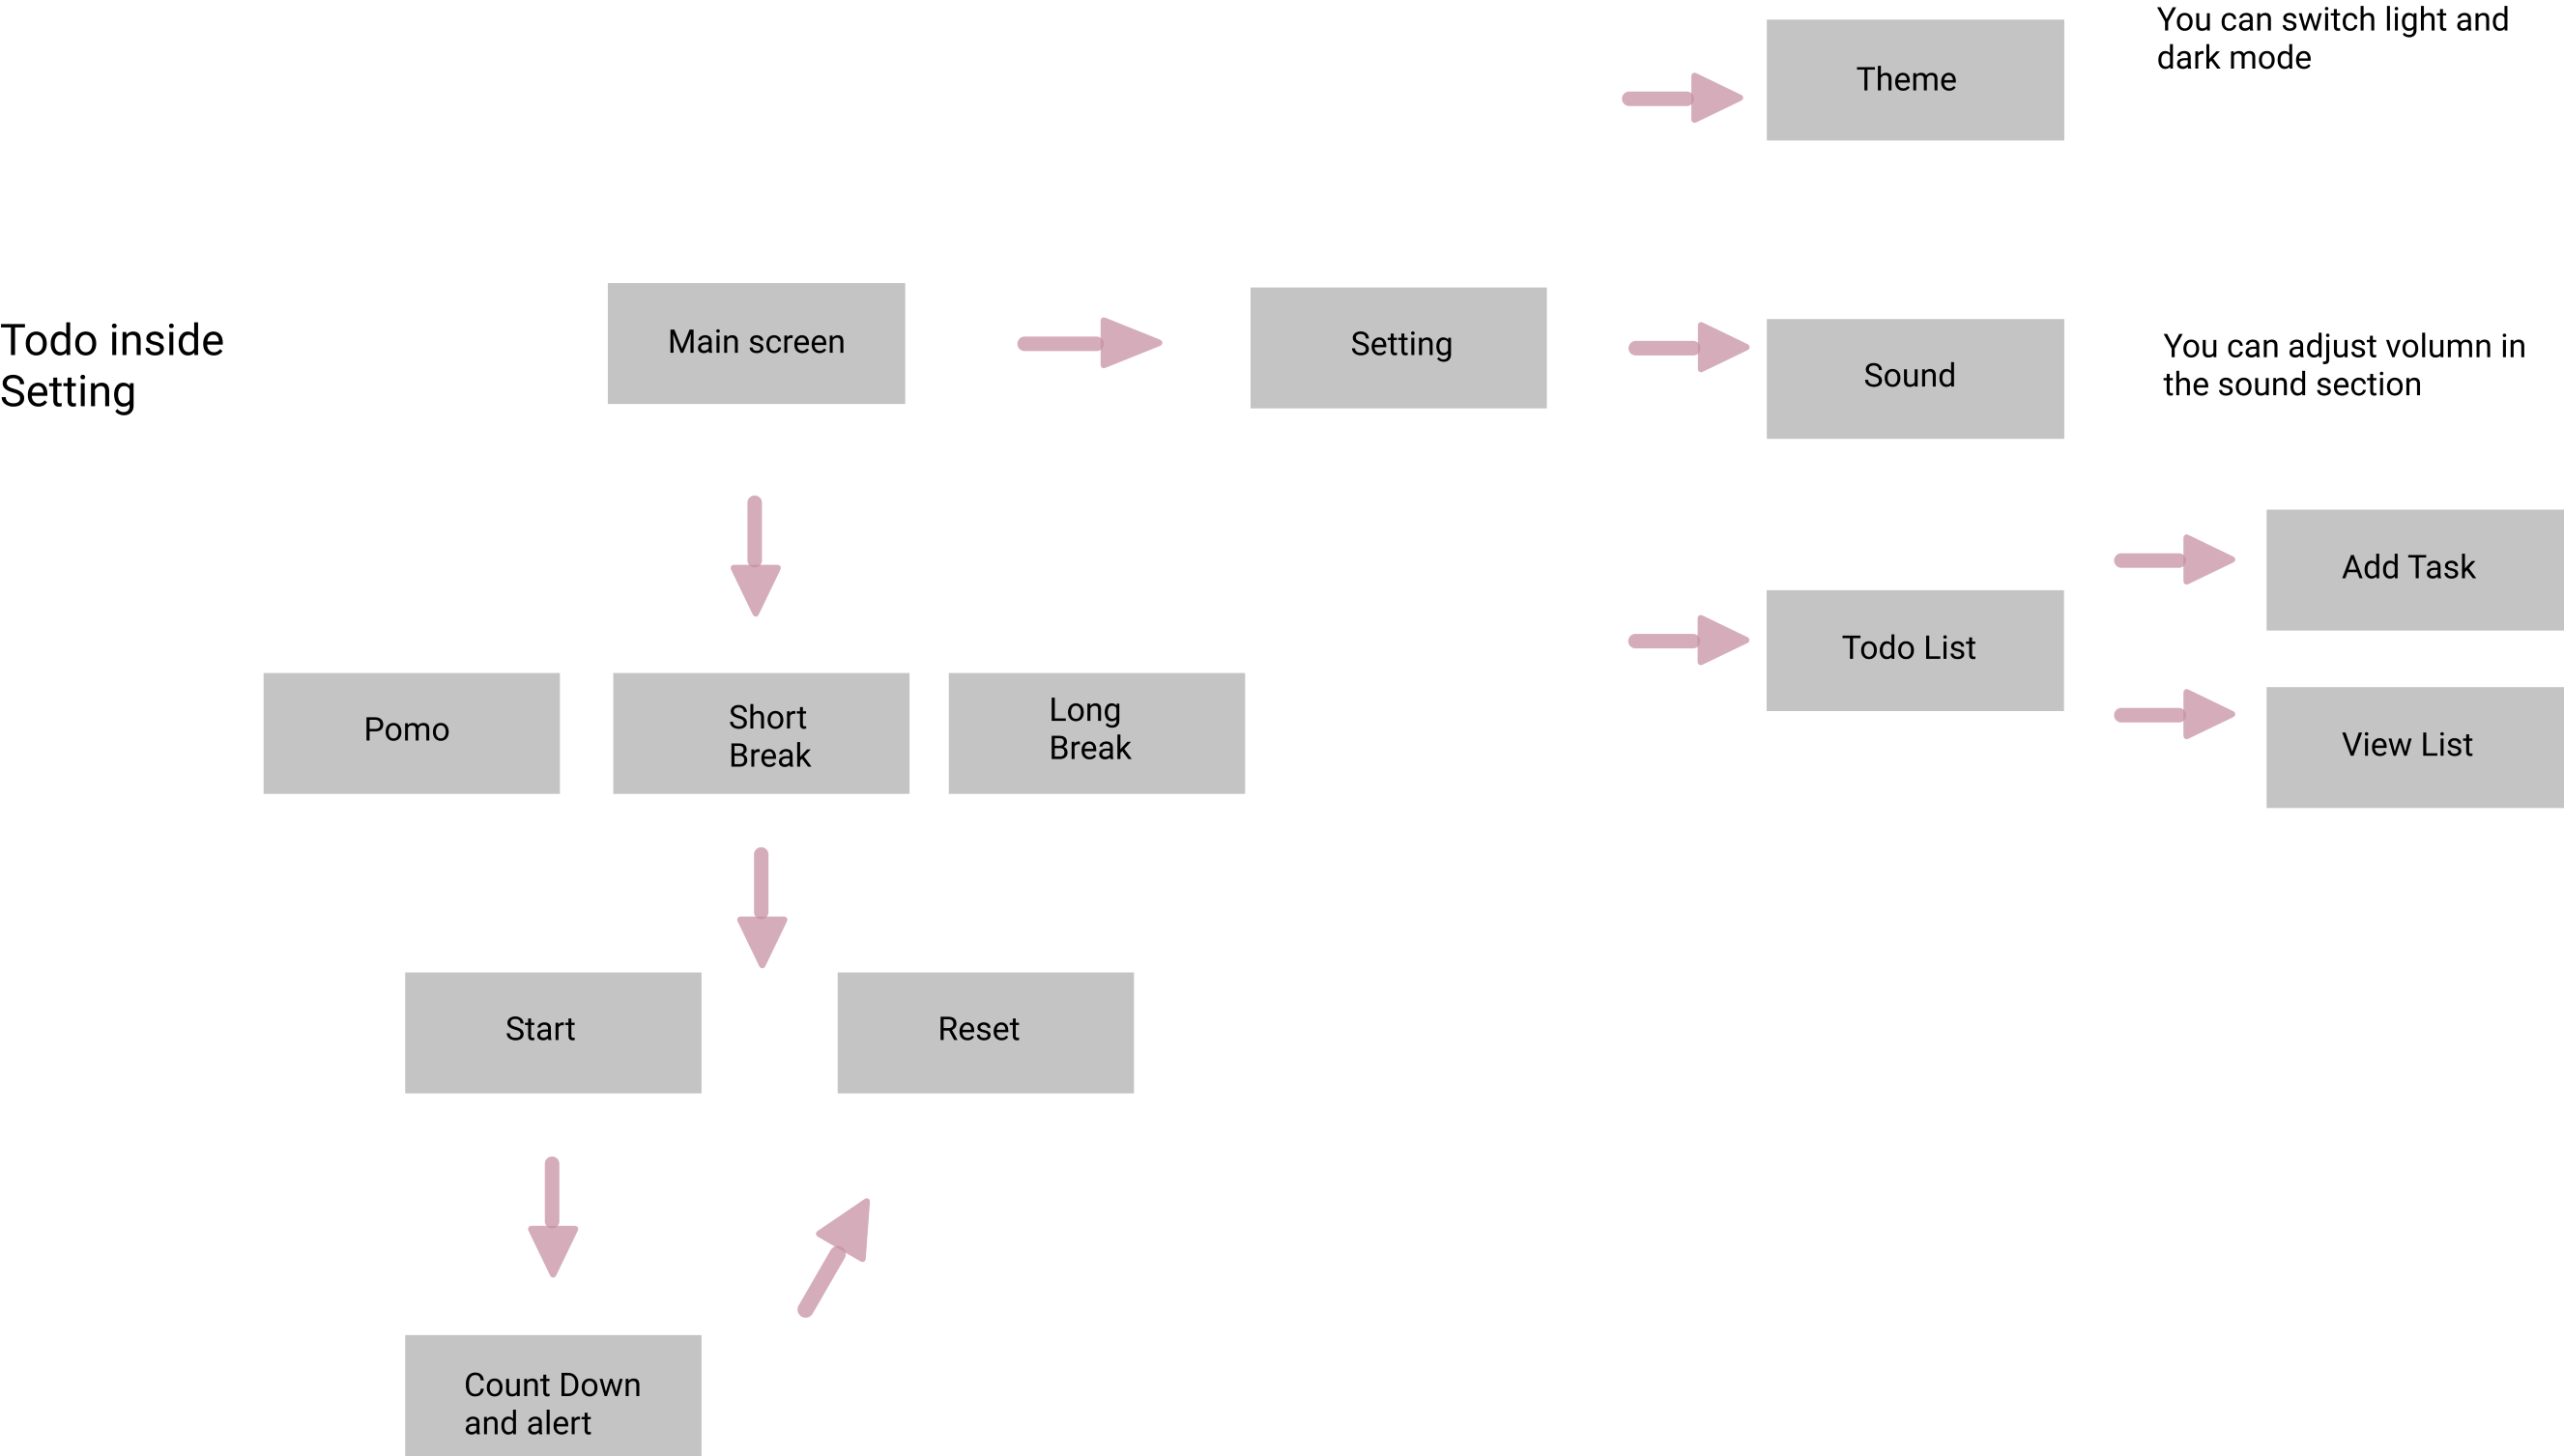 You can switch light and
dark mode
Theme
Todo inside
Setting
Main screen
Setting
Sound
You can adjust volumn in
the sound section
Add Task
Todo List
View List
Pomo
Short
Break
Long
Break
Start
Reset
Count Down
and alert